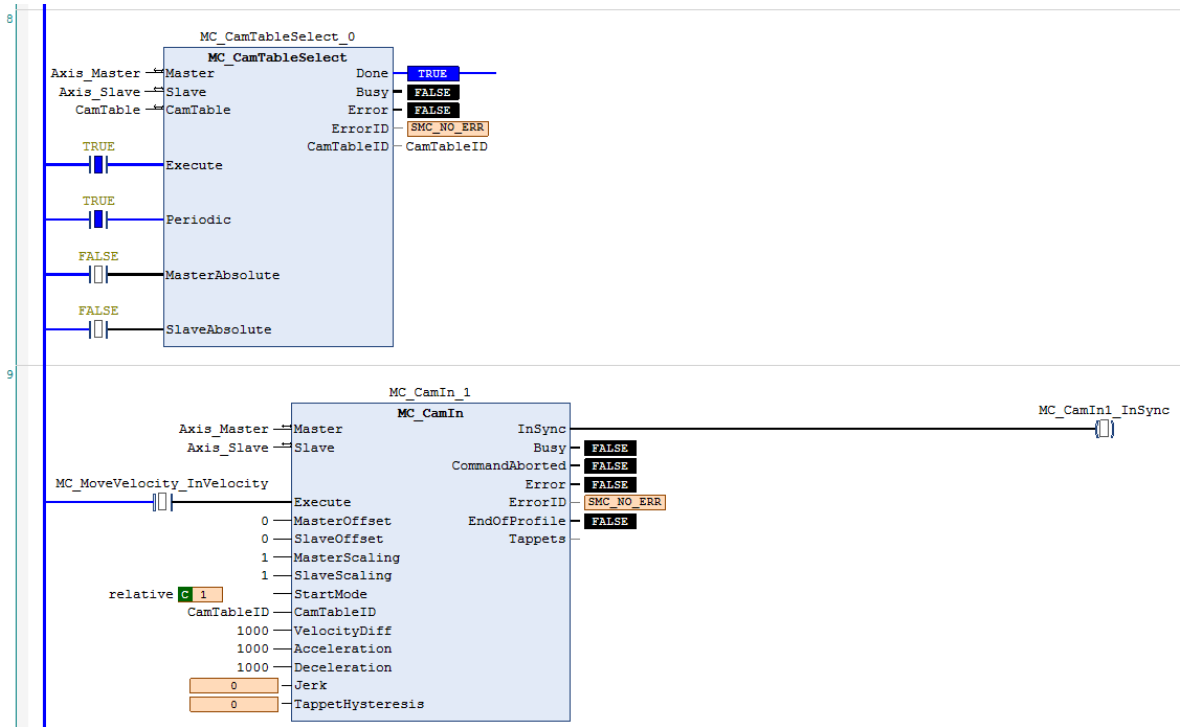 8
MC_CamTableSelect_0
MC_CamTableSelect
Axis_Master Master Done TRUE
Axis_Slave Slave Busy FALSE
CamTable CamTable Error FALSE
ErrorID SMC_NO_ERR
CamTableID CamTableID
TRUE
Execute
TRUE
Periodic
FALSE
MasterAbsolute
FALSE
SlaveAbsolute
9
MC_CamIn_1
MC_CamIn
MC_CamIn1_InSync
Axis_Master Master InSync
Axis_Slave Slave Busy FALSE
CommandAborted FALSE
MC_MoveVelocity_InVelocity Error FALSE
Execute ErrorID SMC_NO_ERR
0 MasterOffset EndOfProfile FALSE
0 SlaveOffset Tappets
1 MasterScaling
1 SlaveScaling
relative C 1 StartMode
CamTableID CamTableID
1000 VelocityDiff
1000 Acceleration
1000 Deceleration
0 Jerk
0 TappetHysteresis